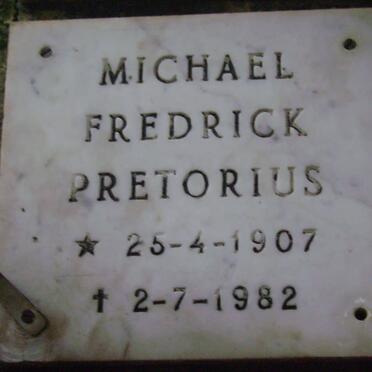 MICHAEL
FREDRICK
PRETORIUS
★ 25-4-1907
✝ 2-7-1982